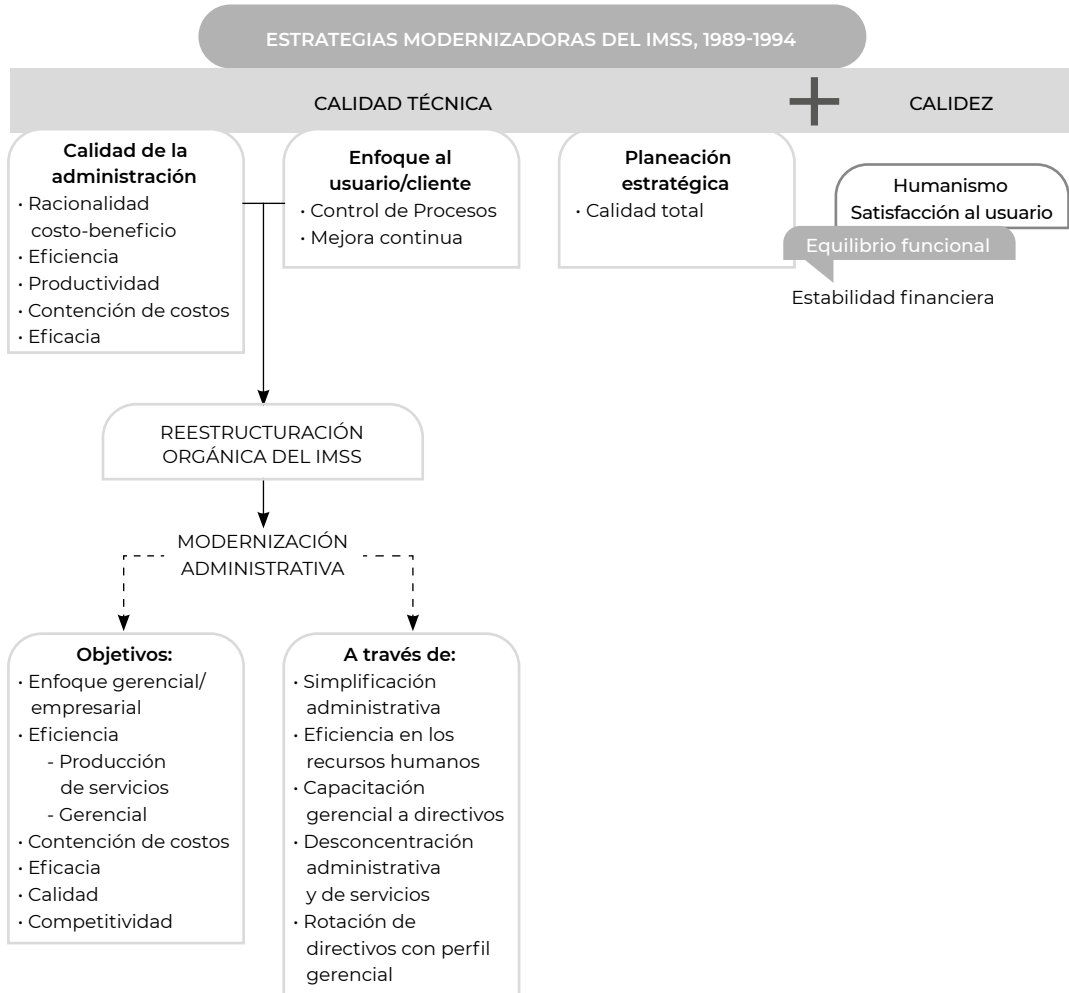 ESTRATEGIAS MODERNIZADORAS DEL IMSS, 1989-1994
CALIDAD TÉCNICA
+
CALIDEZ
Calidad de la
administración
· Racionalidad
costo-beneficio
· Eficiencia
· Productividad
· Contención de costos
· Eficacia
Enfoque al
usuario/cliente
· Control de Procesos
· Mejora continua
Planeación
estratégica
· Calidad total
Humanismo
Satisfacción al usuario
Equilibrio funcional
Estabilidad financiera
REESTRUCTURACIÓN
ORGÁNICA DEL IMSS
MODERNIZACIÓN
ADMINISTRATIVA
Objetivos:
· Enfoque gerencial/
empresarial
· Eficiencia
- Producción
de servicios
- Gerencial
· Contención de costos
· Eficacia
· Calidad
· Competitividad
A través de:
· Simplificación
administrativa
· Eficiencia en los
recursos humanos
· Capacitación
gerencial a directivos
· Desconcentración
administrativa
y de servicios
· Rotación de
directivos con perfil
gerencial